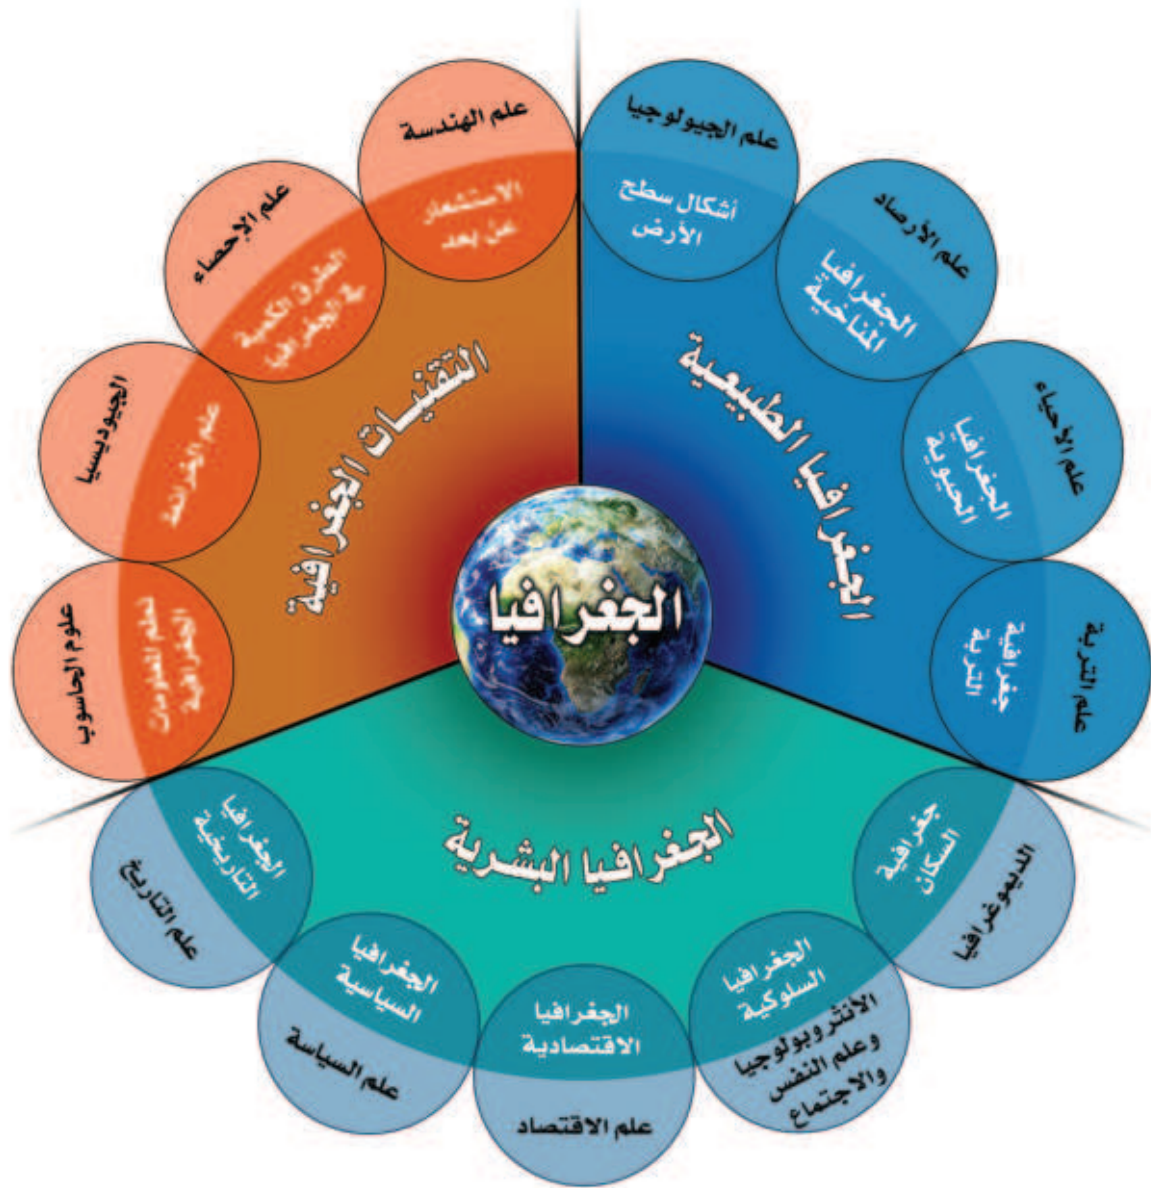 علم الهندسة
الاستشعار
عن بعد
علم الإحصاء
الطرق الكمية
في الجغرافيا
الجيوديسيا
علم الخرائط
علوم الحاسوب
نظم المعلومات
الجغرافية
التقنيات الجغرافية
علم الجيولوجيا
أشكال سطح
الأرض
علم الأرصاد
الجغرافيا
المناخية
علم الأحياء
الجغرافيا
الحيوية
علم التربة
جغرافية
التربة
الجغرافيا الطبيعية
الجغرافيا
الجغرافيا البشرية
الديموغرافيا
جغرافية
السكان
الجغرافيا
السلوكية
الأنثروبولوجيا
وعلم النفس
والاجتماع
الجغرافيا
الاقتصادية
علم الاقتصاد
الجغرافيا
السياسية
علم السياسة
الجغرافيا
التاريخية
علم التاريخ